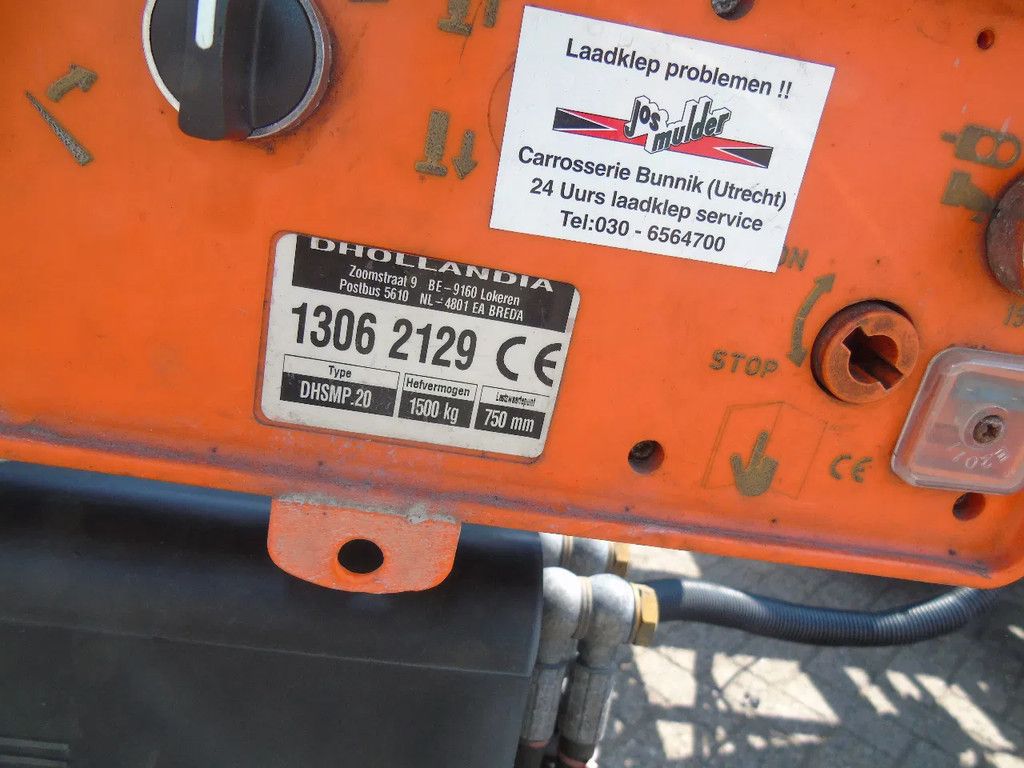 Laadklep problemen !!
Jos
mulder
Carrosserie Bunnik (Utrecht)
24 Uurs laadklep service
Tel:030 - 6564700
DHOLLANDIA
Zoomstraat 9 BE-9160 Lokeren
Postbus 5610 NL-4801 EA BREDA
1306 2129 CE
Type
DHSMP.20
Hefvermogen
1500 kg
Lastzwaartepunt
750 mm
STOP
CE